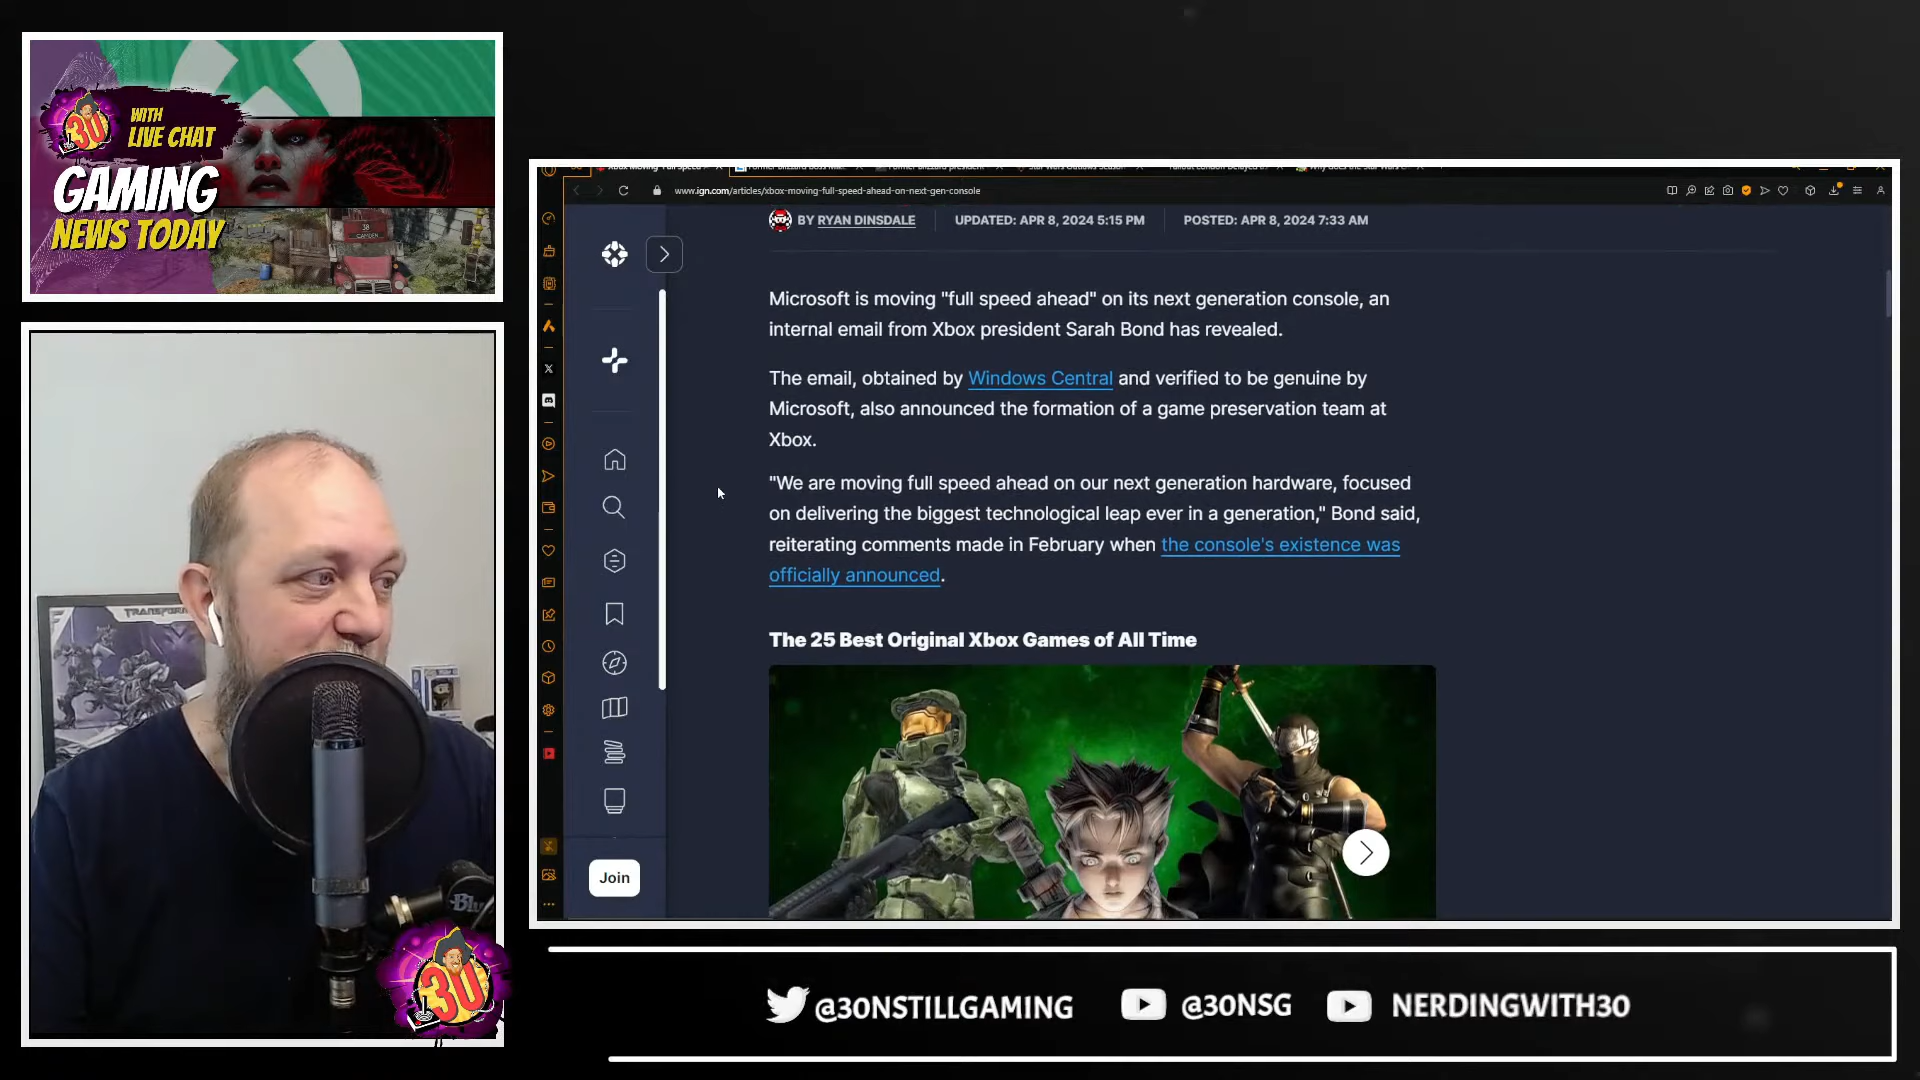 WITH
LIVE CHAT
30
GAMING
NEWS TODAY
38
CAMDEN
TRANSFOR
Blu
30
www.ign.com/articles/xbox-moving-full-speed-ahead-on-next-gen-console
BY RYAN DINSDALE
UPDATED: APR 8, 2024 5:15 PM
POSTED: APR 8, 2024 7:33 AM
Microsoft is moving "full speed ahead" on its next generation console, an
internal email from Xbox president Sarah Bond has revealed.
The email, obtained by Windows Central and verified to be genuine by
Microsoft, also announced the formation of a game preservation team at
Xbox.
"We are moving full speed ahead on our next generation hardware, focused
on delivering the biggest technological leap ever in a generation," Bond said,
reiterating comments made in February when the console's existence was
officially announced.
The 25 Best Original Xbox Games of All Time
Join
@30NSTILLGAMING
@30NSG
NERDINGWITH30